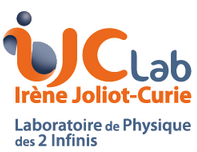 iJCLab
Irène Joliot-Curie
Laboratoire de Physique
des 2 Infinis